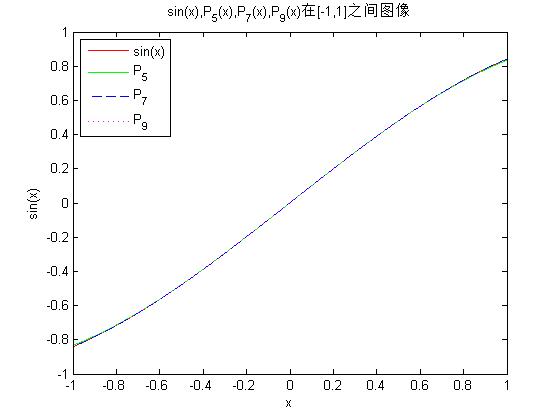 sin(x),P5(x),P7(x),P9(x)在[-1,1]之间图像
sin(x)
P5
P7
P9
1
0.8
0.6
0.4
0.2
0
-0.2
-0.4
-0.6
-0.8
-1
sin(x)
-1 -0.8 -0.6 -0.4 -0.2 0 0.2 0.4 0.6 0.8 1
x